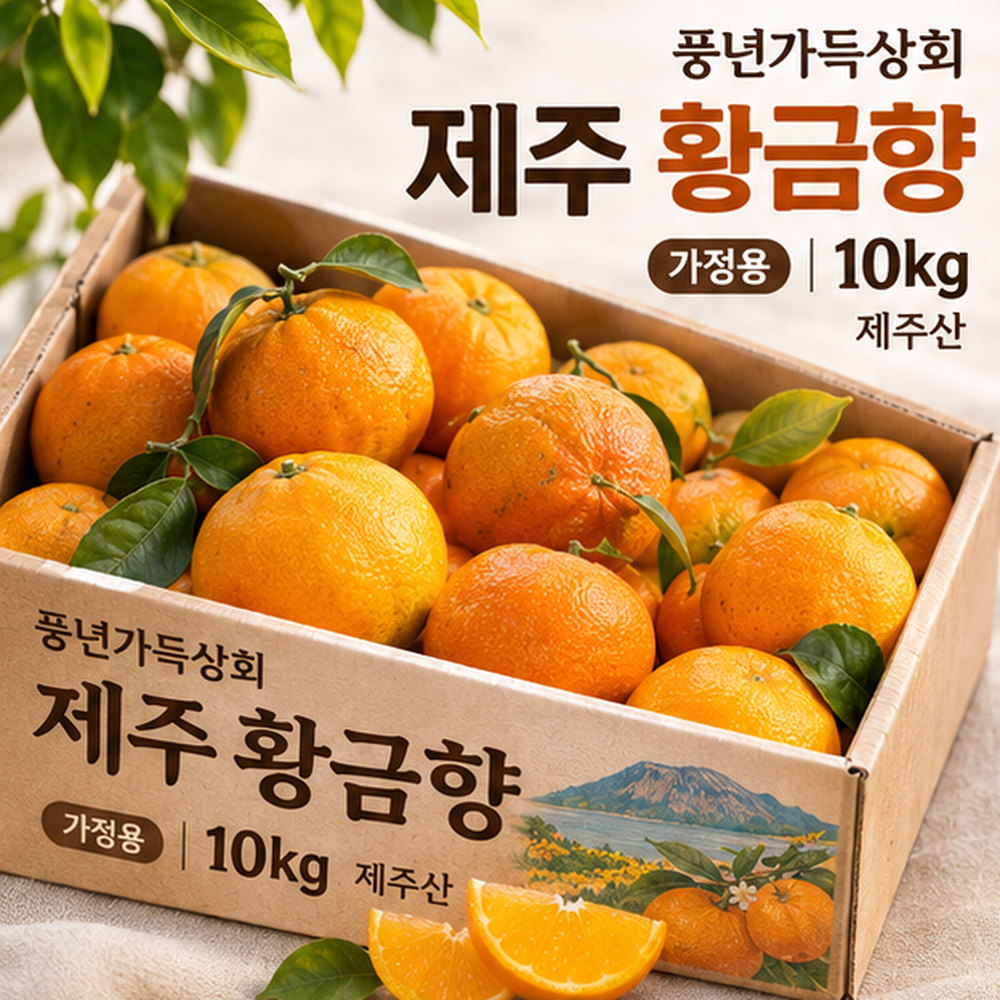 풍년가득상회
제주 황금향
가정용 | 10kg
제주산
풍년가득상회
제주 황금향
가정용 | 10kg 제주산